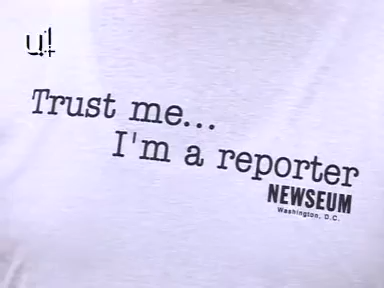 u!
Trust me...
I'm a reporter
NEWSEUM
Washington, D.C.